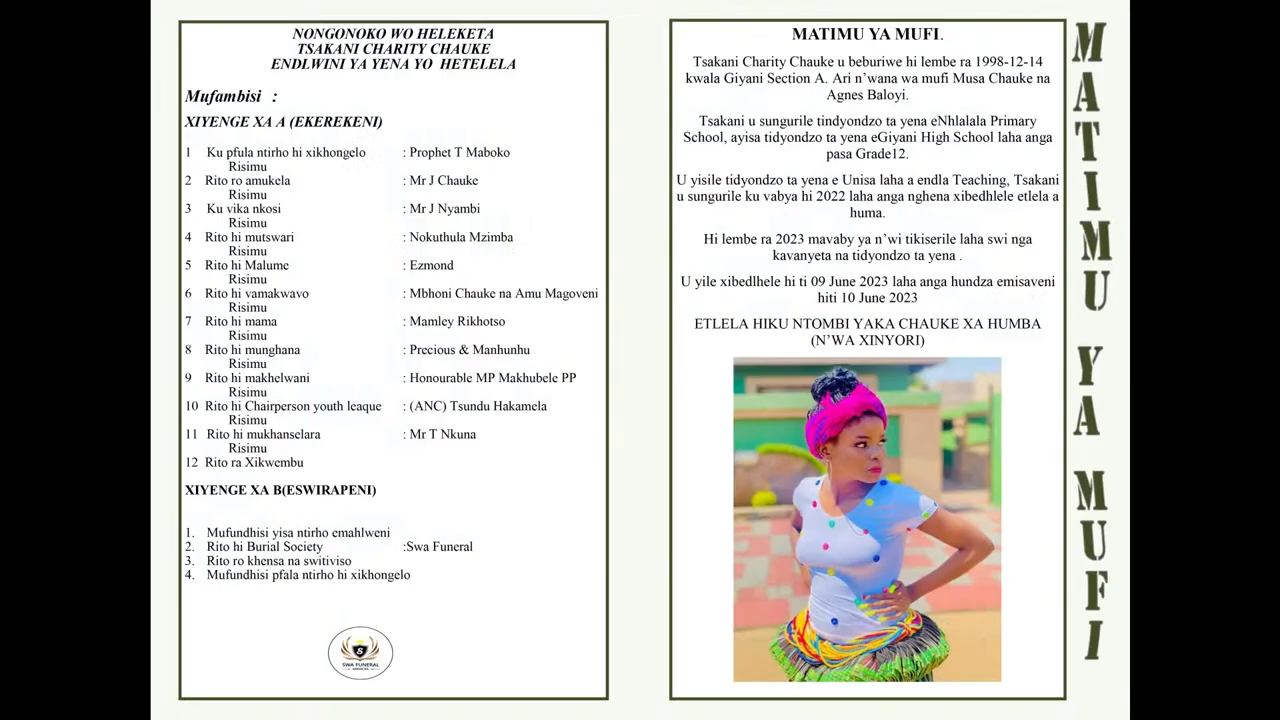 NONGONOKO WO HELEKETA
TSAKANI CHARITY CHAUKE
ENDLWINI YA YENA YO HETELELA
Mufambisi :
XIYENGE XA A (EKEREKENI)
1 Ku pfula ntirho hi xikhongelo : Prophet T Maboko
Risimu
2 Rito ro amukela : Mr J Chauke
Risimu
3 Ku vika nkosi : Mr J Nyambi
Risimu
4 Rito hi mutswari : Nokuthula Mzimba
Risimu
5 Rito hi Malume : Ezmond
Risimu
6 Rito hi vamakwavo : Mbhoni Chauke na Amu Magoveni
Risimu
7 Rito hi mama : Mamley Rikhotso
Risimu
8 Rito hi munghana : Precious & Manhunhu
Risimu
9 Rito hi makhelwani : Honourable MP Makhubele PP
Risimu
10 Rito hi Chairperson youth leaque : (ANC) Tsundu Hakamela
Risimu
11 Rito hi mukhanselara : Mr T Nkuna
Risimu
12 Rito ra Xikwembu
XIYENGE XA B(ESWIRAPENI)
1. Mufundhisi yisa ntirho emahlweni
2. Rito hi Burial Society :Swa Funeral
3. Rito ro khensa na switiviso
4. Mufundhisi pfala ntirho hi xikhongelo
S
SWA FUNERAL
SERVICES
MATIMU YA MUFI.
Tsakani Charity Chauke u beburiwe hi lembe ra 1998-12-14
kwala Giyani Section A. Ari n’wana wa mufi Musa Chauke na
Agnes Baloyi.
Tsakani u sungurile tindyondzo ta yena eNhlalala Primary
School, ayisa tidyondzo ta yena eGiyani High School laha anga
pasa Grade12.
U yisile tidyondzo ta yena e Unisa laha a endla Teaching, Tsakani
u sungurile ku vabya hi 2022 laha anga nghena xibedhlele etlela a
huma.
Hi lembe ra 2023 mavaby ya n’wi tikiserile laha swi nga
kavanyeta na tidyondzo ta yena .
U yile xibedlhele hi ti 09 June 2023 laha anga hundza emisaveni
hiti 10 June 2023
ETLELA HIKU NTOMBI YAKA CHAUKE XA HUMBA
(N’WA XINYORI)
MATIMU YA MUFI